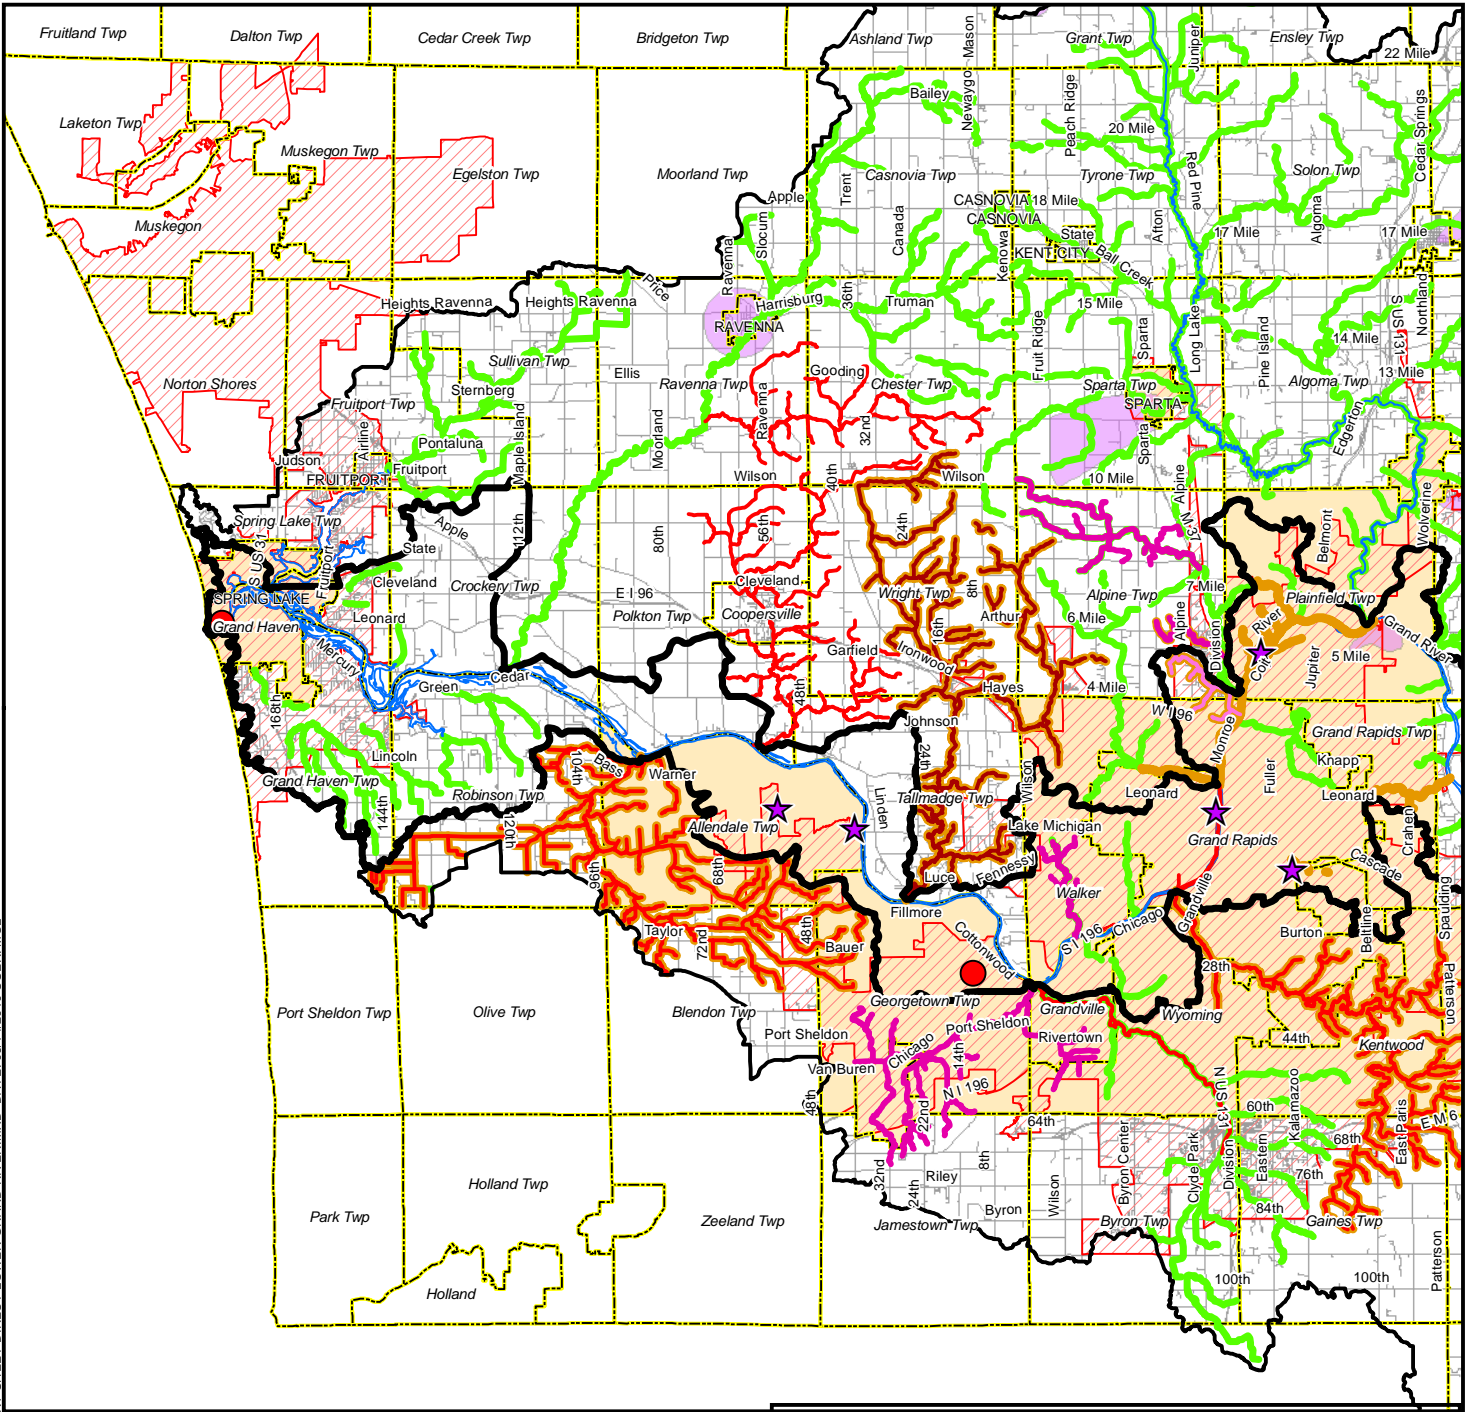 Fruitland Twp
Dalton Twp
Cedar Creek Twp
Bridgeton Twp
Ashland Twp
Mason
Newaygo
Grant Twp
Juniper
Ensley Twp
22 Mile
Laketon Twp
Muskegon Twp
Egelston Twp
Moorland Twp
Bailey
Peach Ridge
20 Mile
Cedar Springs
Trent
Casnovia Twp
Tyrone Twp
Red Pine
Solon Twp
Muskegon
Apple
Slocum
Ravenna
Canada
CASNOVIA
18 Mile
CASNOVIA
Kenowa
State
KENT CITY
Ball Creek
Afton
17 Mile
Algoma
17 Mile
Heights Ravenna
Heights Ravenna
Price
Harrisburg
36th
Truman
15 Mile
RAVENNA
Fruit Ridge
Sparta
Long Lake
Pine Island
S US 131
Northland
14 Mile
13 Mile
Norton Shores
Sullivan Twp
Ellis
Ravenna Twp
Gooding
Chester Twp
Sparta Twp
Algoma Twp
Sternberg
Fruitport Twp
SPARTA
Airline
Pontaluna
Maple Island
Moorland
Ravenna
32nd
Sparta
Edgerton
Judson
Fruitport
FRUITPORT
Wilson
40th
Wilson
10 Mile
Alpine
Spring Lake Twp
Apple
State
112th
80th
56th
24th
M-37
Belmont
Wolverine
S US 31
Fruitport
Cleveland
Crockery Twp
E I 96
Cleveland
Wright Twp
8th
Alpine Twp
7 Mile
Plainfield Twp
SPRING LAKE
Grand Haven
Leonard
Polkton Twp
Coopersville
16th
Arthur
6 Mile
Alpine
Division
River
Grand River
Mercury
Garfield
Ironwood
Coit
Jupiter
5 Mile
168th
Green
Cedar
48th
Hayes
4 Mile
W I 96
Johnson
Monroe
Grand Rapids Twp
Lincoln
Grand Haven Twp
144th
Robinson Twp
104th
Bass
Warner
24th
Wilson
Fuller
Knapp
Leonard
Leonard
120th
Allendale Twp
Linden
Tallmadge Twp
Lake Michigan
Grand Rapids
Crahen
96th
68th
Luce
Fennessy
Walker
Cascade
Fillmore
Grandville
Chicago
S I 196
Taylor
72nd
48th
Bauer
Cottonwood
Burton
Beltline
Spaulding
28th
Patterson
Port Sheldon Twp
Olive Twp
Blendon Twp
Georgetown Twp
Grandville
Wyoming
Port Sheldon
Chicago
Port Sheldon
14th
Rivertown
44th
Kentwood
Van Buren
48th
22nd
N I 196
N US 131
Kalamazoo
60th
64th
East Paris
E M 6
Holland Twp
32nd
24th
Riley
8th
Wilson
Byron Center
Clyde Park
Division
Eastern
68th
76th
Park Twp
Zeeland Twp
Jamestown Twp
Byron
Byron Twp
84th
Gaines Twp
Patterson
Holland
100th
100th